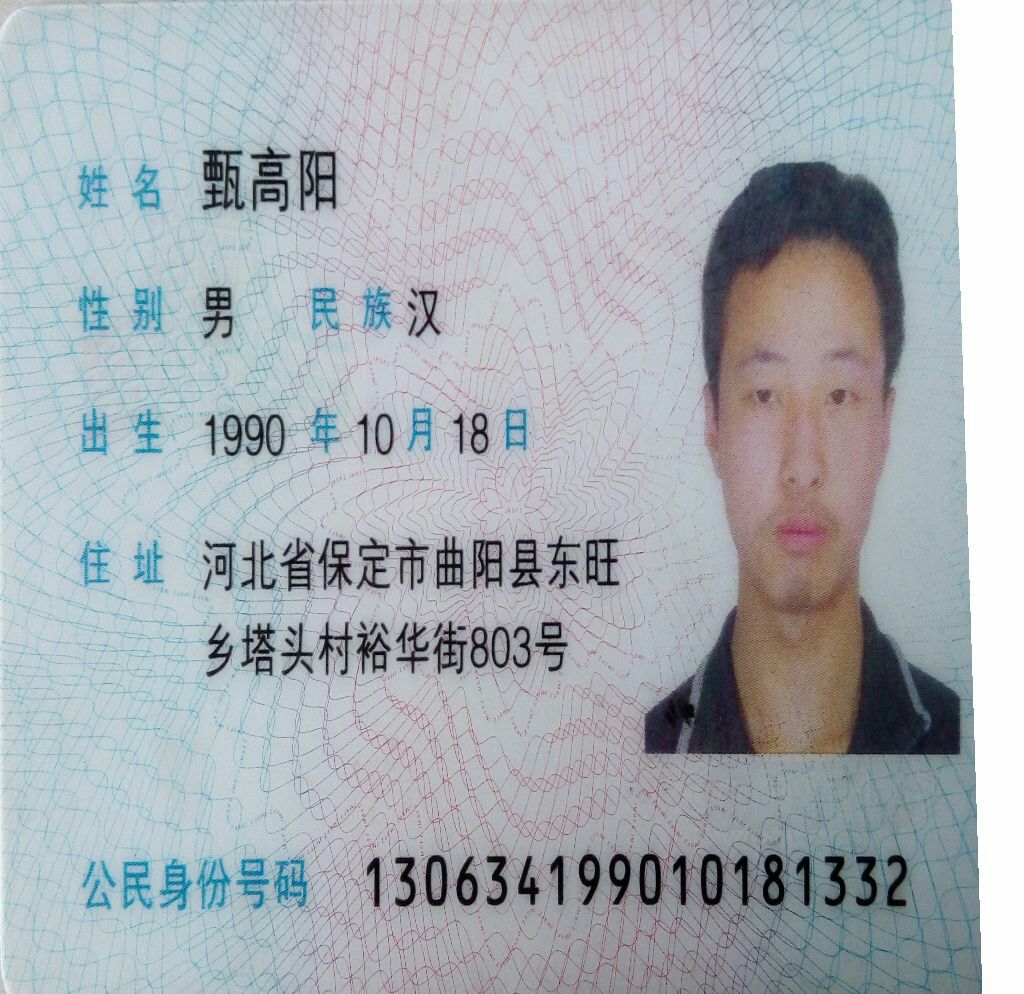 姓名 甄高阳
性别 男 民族 汉
出生 1990 年 10 月 18 日
住址 河北省保定市曲阳县东旺
乡塔头村裕华街803号
公民身份号码 130634199010181332